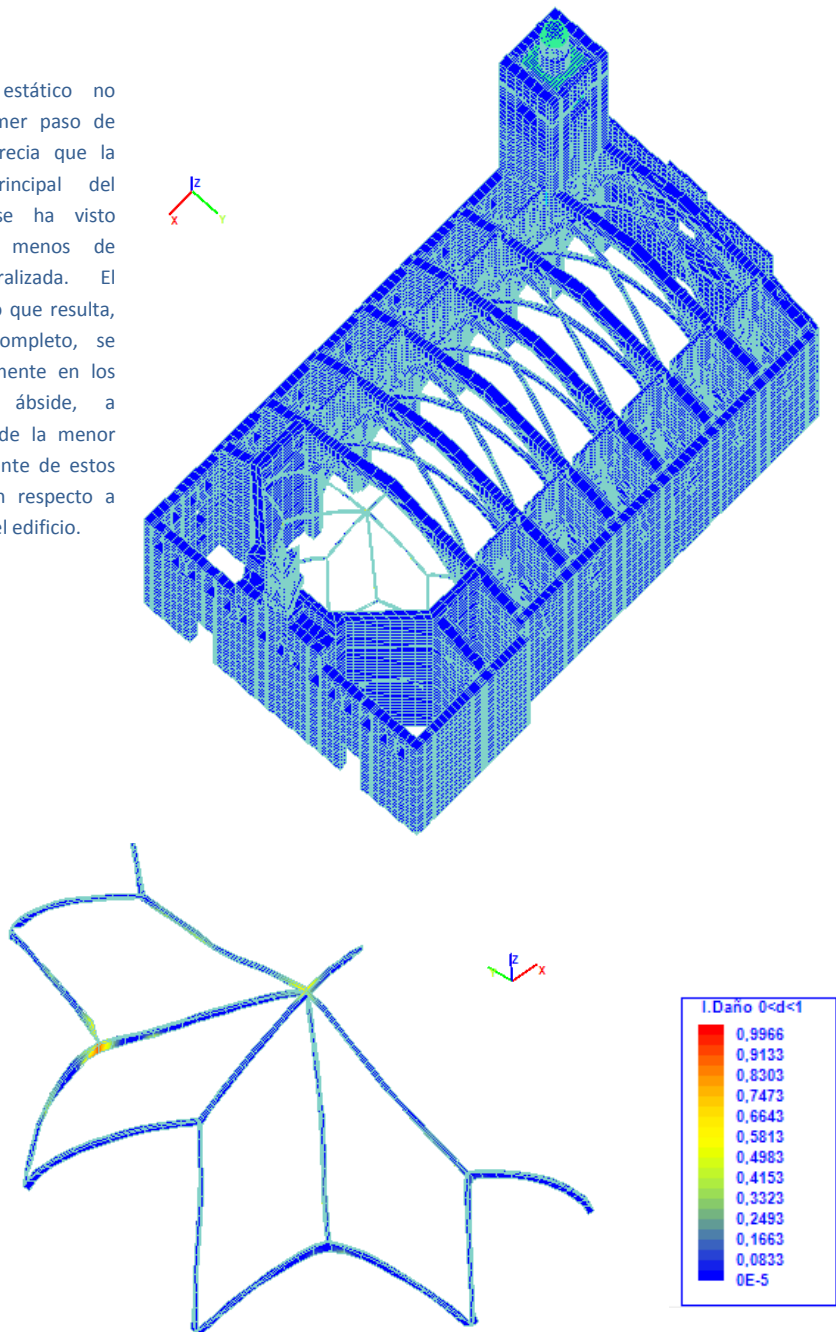 estático no
mer paso de
recia que la
rincipal del
se ha visto
menos de
ralizada. El
o que resulta,
ompleto, se
mente en los
ábside, a
de la menor
nte de estos
n respecto a
el edificio.
Z
X
Y
Z
Y
X
I.Daño 0<d<1
0,9966
0,9133
0,8303
0,7473
0,6643
0,5813
0,4983
0,4153
0,3323
0,2493
0,1663
0,0833
0E-5